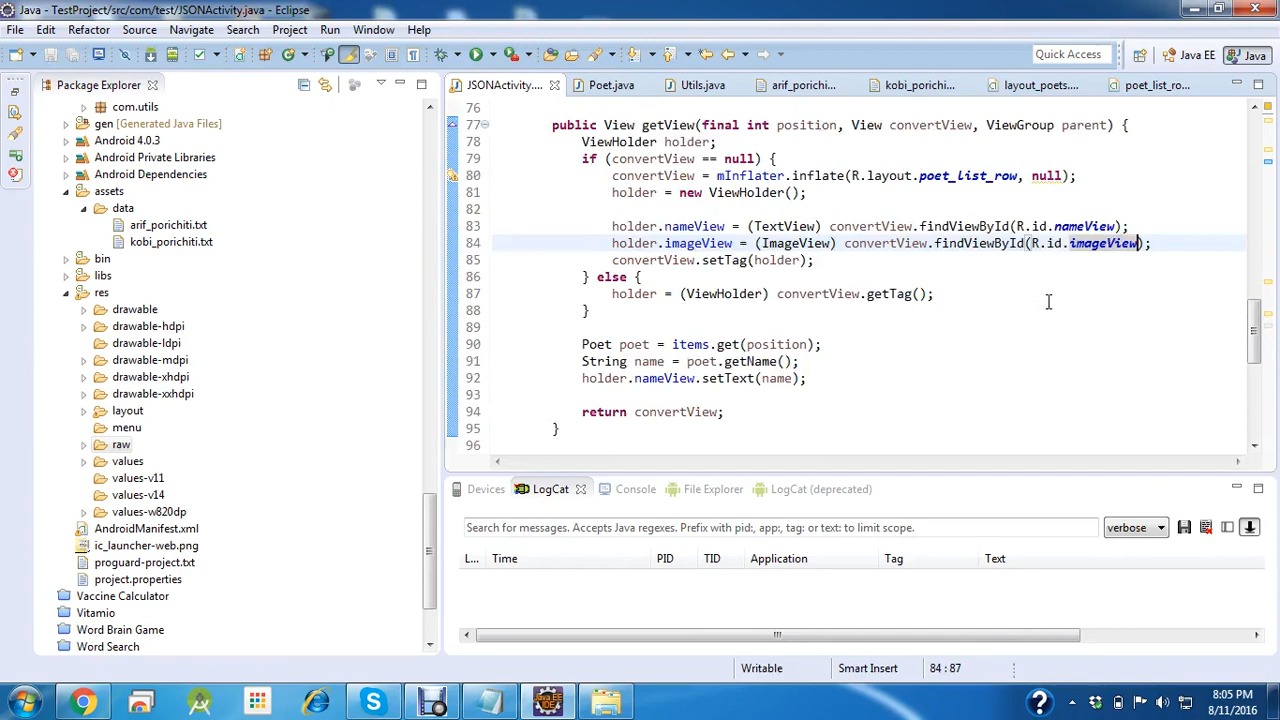 Java - TestProject/src/com/test/JSONActivity.java - Eclipse
File Edit Refactor Source Navigate Search Project Run Window Help
Quick Access Java EE Java
Package Explorer
com.utils
gen [Generated Java Files]
Android 4.0.3
Android Private Libraries
Android Dependencies
assets
data
arif_porichiti.txt
kobi_porichiti.txt
bin
libs
res
drawable
drawable-hdpi
drawable-ldpi
drawable-mdpi
drawable-xhdpi
drawable-xxhdpi
layout
menu
raw
values
values-v11
values-v14
values-w820dp
AndroidManifest.xml
ic_launcher-web.png
proguard-project.txt
project.properties
Vaccine Calculator
Vitamio
Word Brain Game
Word Search
JSONActivity.... Poet.java Utils.java arif_porichi... kobi_porichi... layout_poets.... poet_list_ro...
76
77 public View getView(final int position, View convertView, ViewGroup parent) {
78 ViewHolder holder;
79 if (convertView == null) {
80 convertView = mInflater.inflate(R.layout.poet_list_row, null);
81 holder = new ViewHolder();
82
83 holder.nameView = (TextView) convertView.findViewById(R.id.nameView);
84 holder.imageView = (ImageView) convertView.findViewById(R.id.imageView);
85 convertView.setTag(holder);
86 } else {
87 holder = (ViewHolder) convertView.getTag();
88 }
89
90 Poet poet = items.get(position);
91 String name = poet.getName();
92 holder.nameView.setText(name);
93
94 return convertView;
95 }
96
Devices LogCat Console File Explorer LogCat (deprecated)
Search for messages. Accepts Java regexes. Prefix with pid:, app:, tag: or text: to limit scope. verbose
L... Time PID TID Application Tag Text
Writable Smart Insert 84 : 87
8:05 PM
8/11/2016